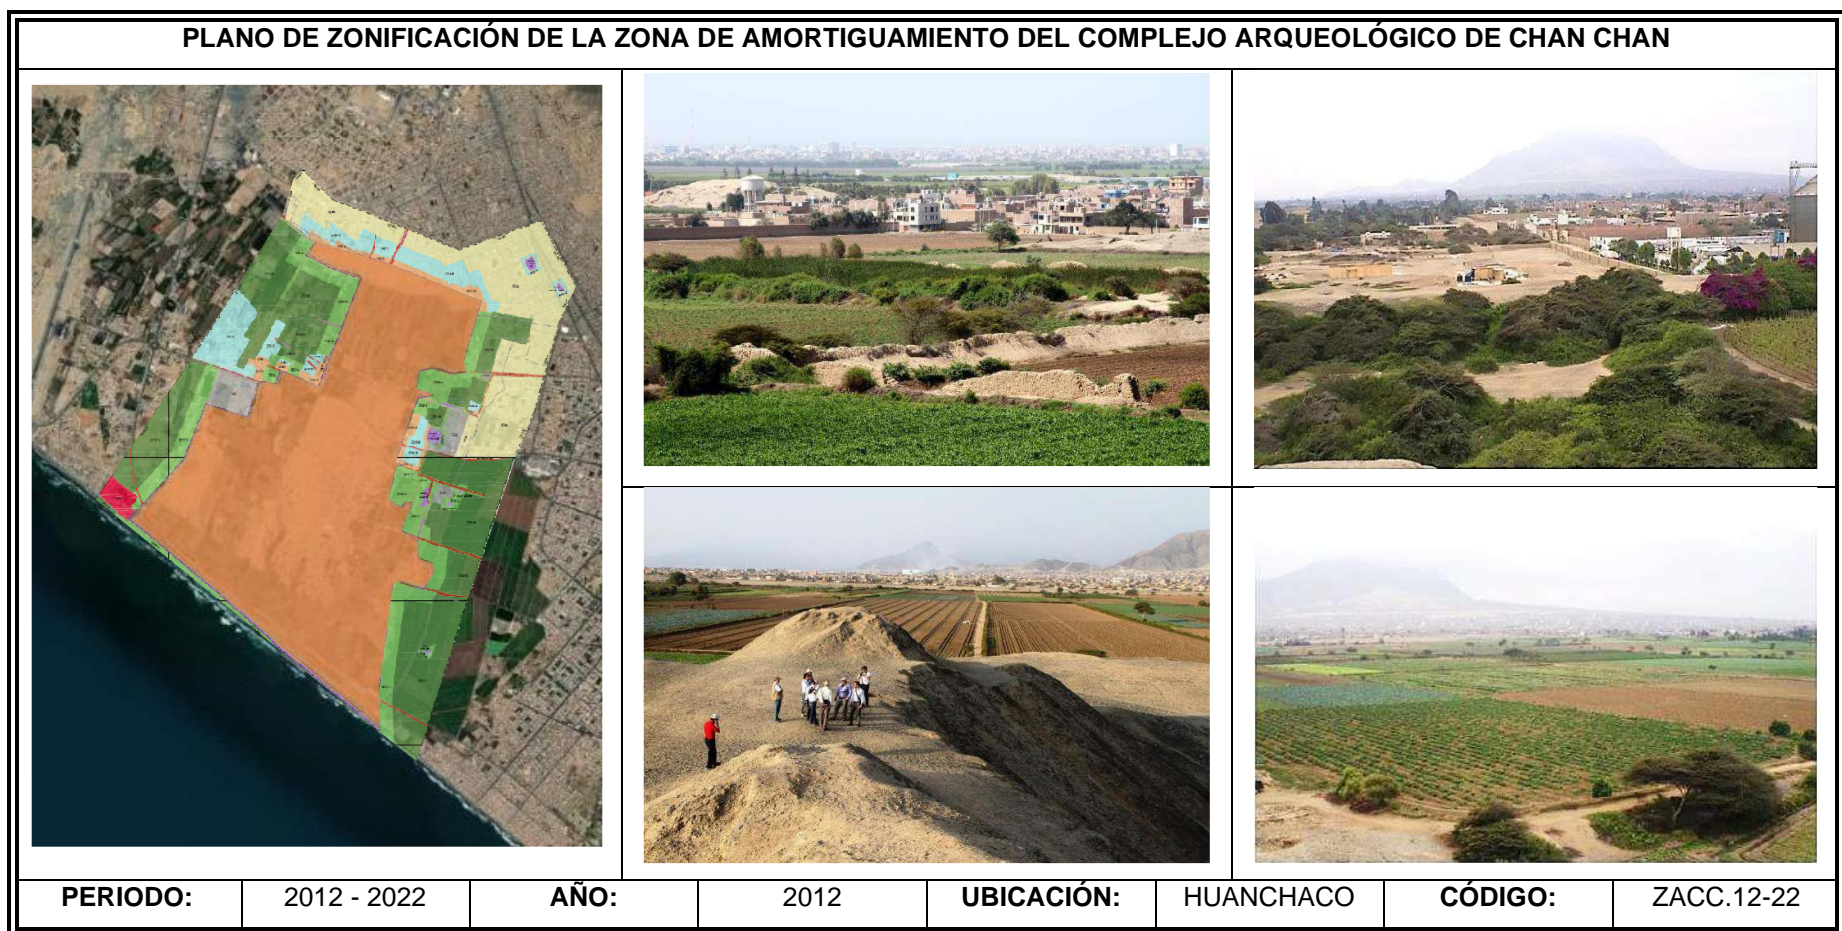 PLANO DE ZONIFICACIÓN DE LA ZONA DE AMORTIGUAMIENTO DEL COMPLEJO ARQUEOLÓGICO DE CHAN CHAN
PERIODO: 2012 - 2022 AÑO: 2012 UBICACIÓN: HUANCHACO CÓDIGO: ZACC.12-22